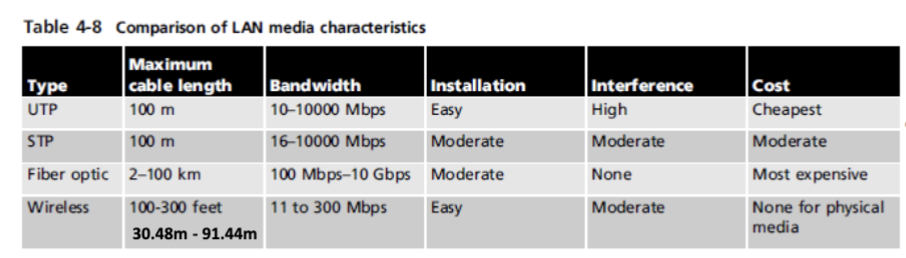 Table 4-8 Comparison of LAN media characteristics
Type Maximum cable length Bandwidth Installation Interference Cost
UTP 100 m 10–10000 Mbps Easy High Cheapest
STP 100 m 16–10000 Mbps Moderate Moderate Moderate
Fiber optic 2–100 km 100 Mbps–10 Gbps Moderate None Most expensive
Wireless 100-300 feet 11 to 300 Mbps Easy Moderate None for physical
30.48m - 91.44m media